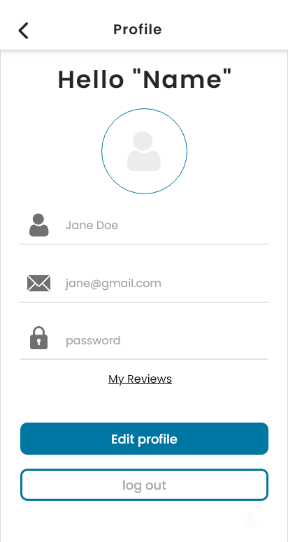 Profile
Hello "Name"
Jane Doe
jane@gmail.com
password
My Reviews
Edit profile
log out